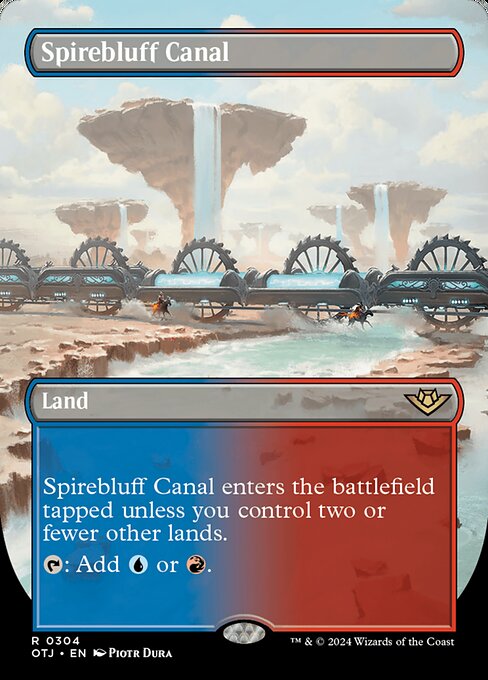 Spirebluff Canal
Land
Spirebluff Canal enters the battlefield
tapped unless you control two or
fewer other lands.
: Add or .
R 0304
OTJ • EN Piotr Dura
™ & © 2024 Wizards of the Coast